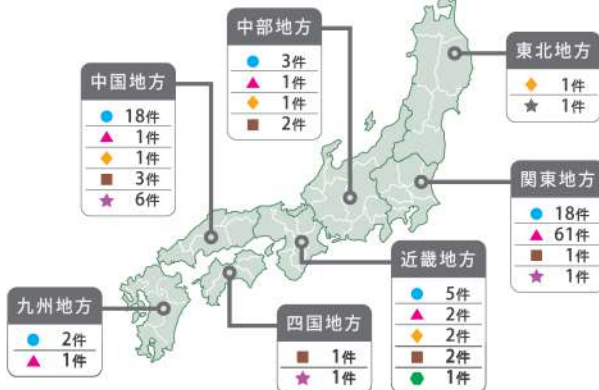 中部地方
● 3件
▲ 1件
◆ 1件
■ 2件
中国地方
● 18件
▲ 1件
◆ 1件
■ 3件
★ 6件
東北地方
◆ 1件
★ 1件
関東地方
● 18件
▲ 61件
■ 1件
★ 1件
近畿地方
● 5件
▲ 2件
◆ 2件
■ 2件
⬢ 1件
四国地方
■ 1件
★ 1件
九州地方
● 2件
▲ 1件